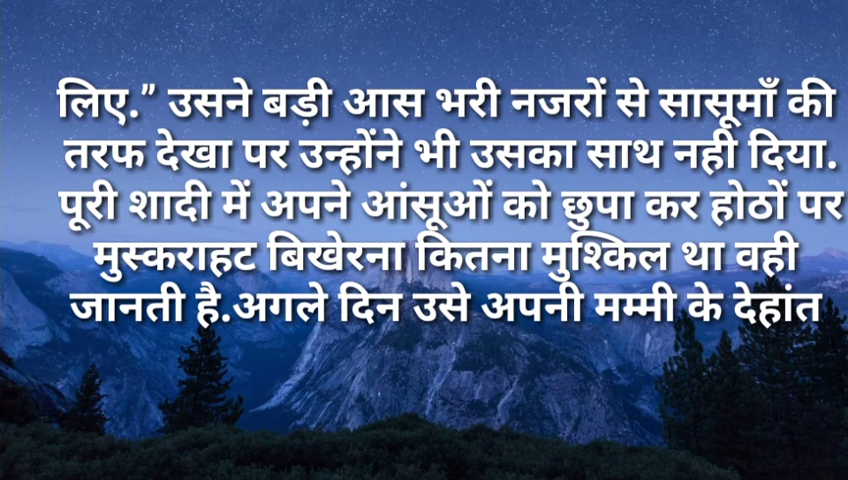 लिए.” उसने बड़ी आस भरी नजरों से सासूमाँ की
तरफ देखा पर उन्होंने भी उसका साथ नही दिया.
पूरी शादी में अपने आंसूओं को छुपा कर होठों पर
मुस्कराहट बिखेरना कितना मुश्किल था वही
जानती है.अगले दिन उसे अपनी मम्मी के देहांत